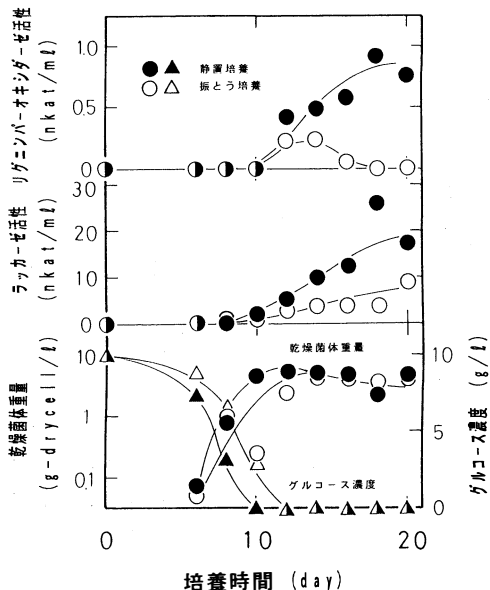 リグニンパーオキシダーゼ活性
(nkat/ml)
1.0
0.5
0
静置培養
振とう培養
ラッカーゼ活性
(nkat/ml)
30
20
10
0
乾燥菌体重量
(g-drycell/l)
10
1
0.1
乾燥菌体重量
グルコース濃度
10
5
0
グルコース濃度 (g/l)
0 10 20
培養時間 (day)